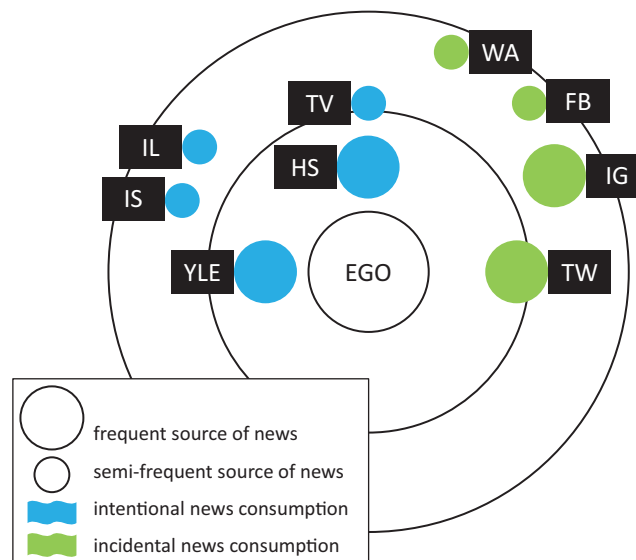 WA
TV
FB
IL
HS
IG
IS
YLE
EGO
TW
frequent source of news
semi-frequent source of news
intentional news consumption
incidental news consumption